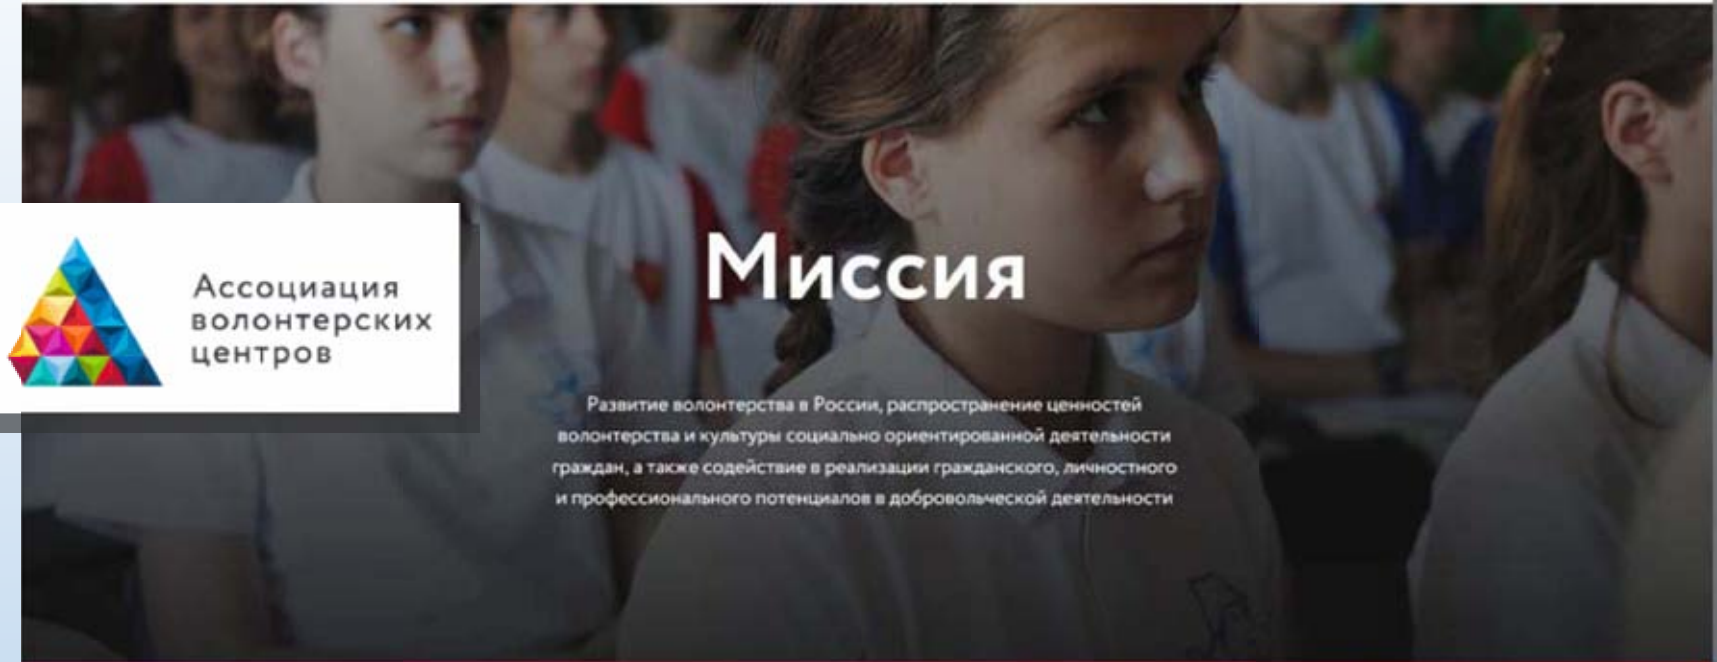 Ассоциация
волонтерских
центров
Миссия
Развитие волонтерства в России, распространение ценностей
волонтерства и культуры социально ориентированной деятельности
граждан, а также содействие в реализации гражданского, личностного
и профессионального потенциалов в добровольческой деятельности